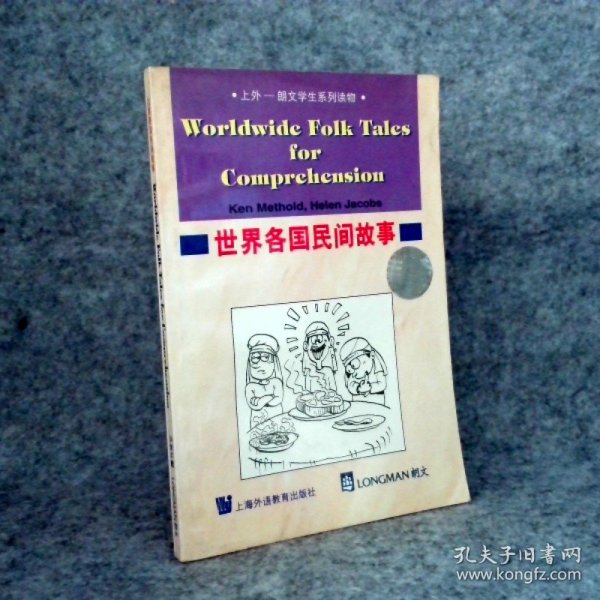 • 上外—朗文学生系列读物 •
Worldwide Folk Tales
for
Comprehension
Ken Methold, Helen Jacobs
世界各国民间故事
上海外语教育出版社
LONGMAN 朗文
孔夫子旧书网
www.kongfz.com